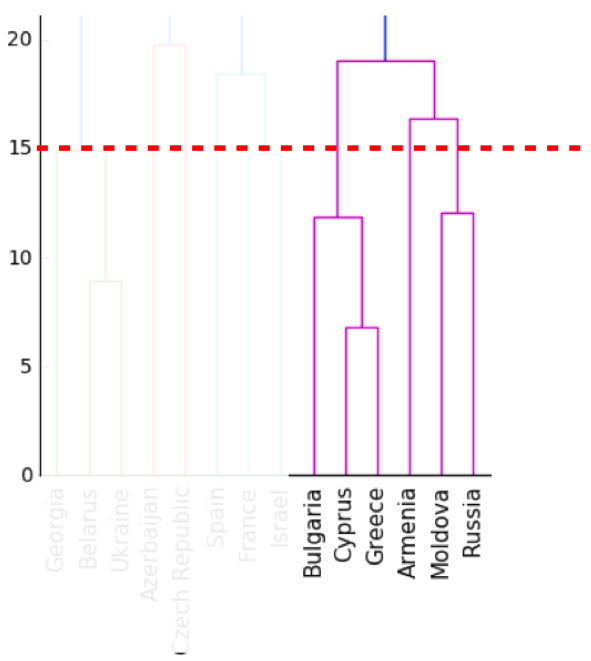 20
15
10
5
0
Georgia
Belarus
Ukraine
Azerbaijan
Czech Republic
Spain
France
Israel
Bulgaria
Cyprus
Greece
Armenia
Moldova
Russia